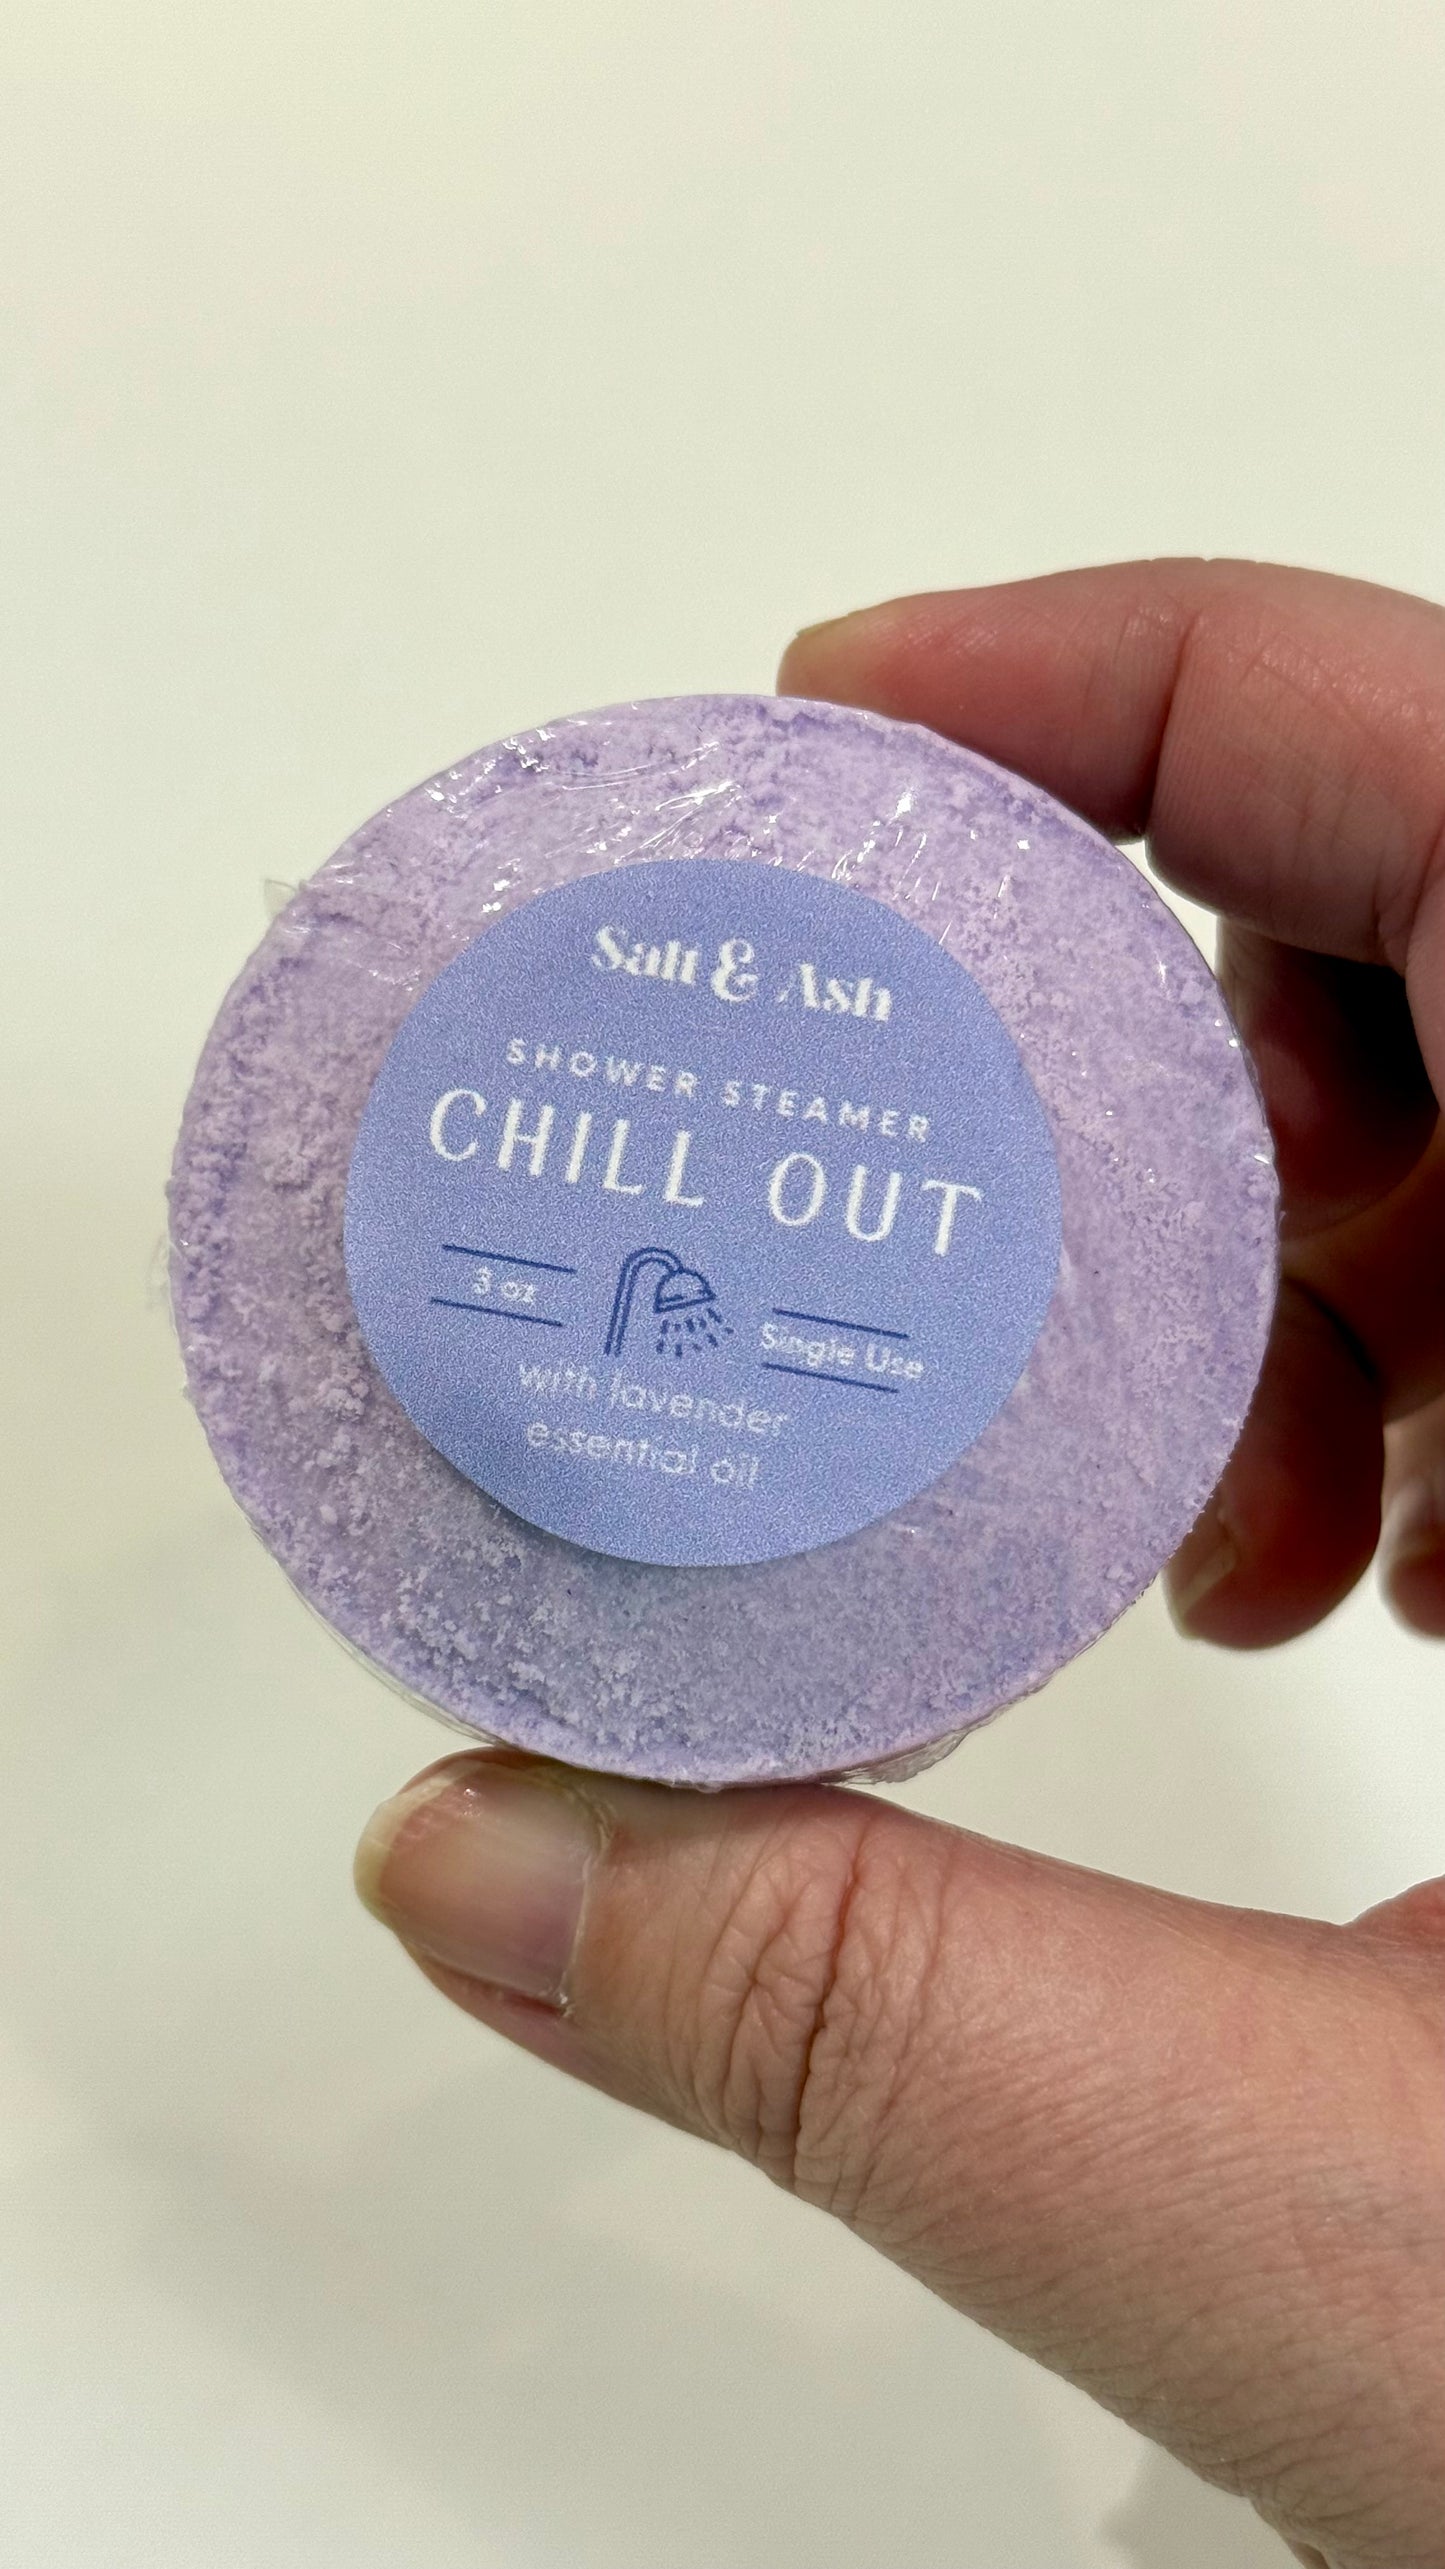 Salt & Ash
SHOWER STEAMER
CHILL OUT
3 oz
Single Use
with lavender
essential oil